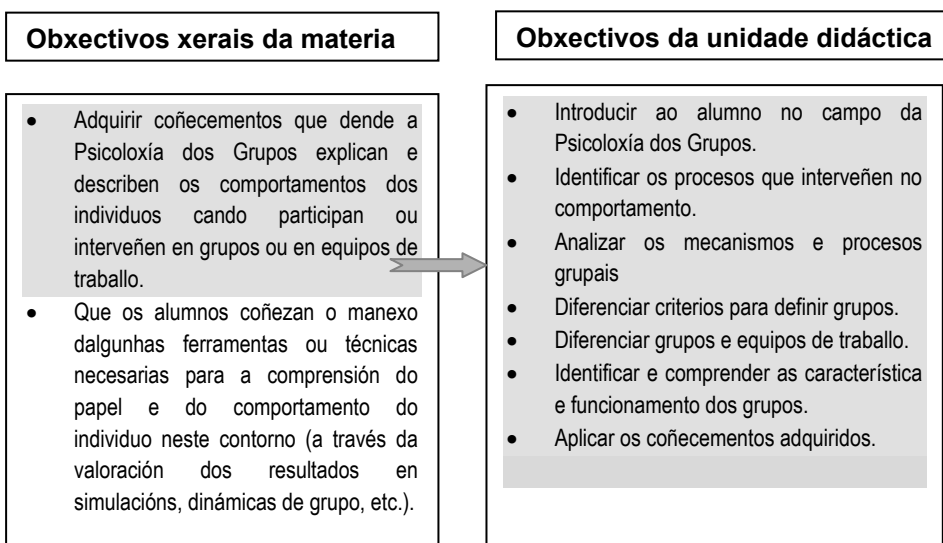 Obxectivos xerais da materia
• Adquirir coñecementos que dende a
Psicoloxía dos Grupos explican e
describen os comportamentos dos
individuos cando participan ou
interveñen en grupos ou en equipos de
traballo.
• Que os alumnos coñezan o manexo
dalgunhas ferramentas ou técnicas
necesarias para a comprensión do
papel e do comportamento do
individuo neste contorno (a través da
valoración dos resultados en
simulacións, dinámicas de grupo, etc.).
Obxectivos da unidade didáctica
• Introducir ao alumno no campo da
Psicoloxía dos Grupos.
• Identificar os procesos que interveñen no
comportamento.
• Analizar os mecanismos e procesos
grupais
• Diferenciar criterios para definir grupos.
• Diferenciar grupos e equipos de traballo.
• Identificar e comprender as característica
e funcionamento dos grupos.
• Aplicar os coñecementos adquiridos.